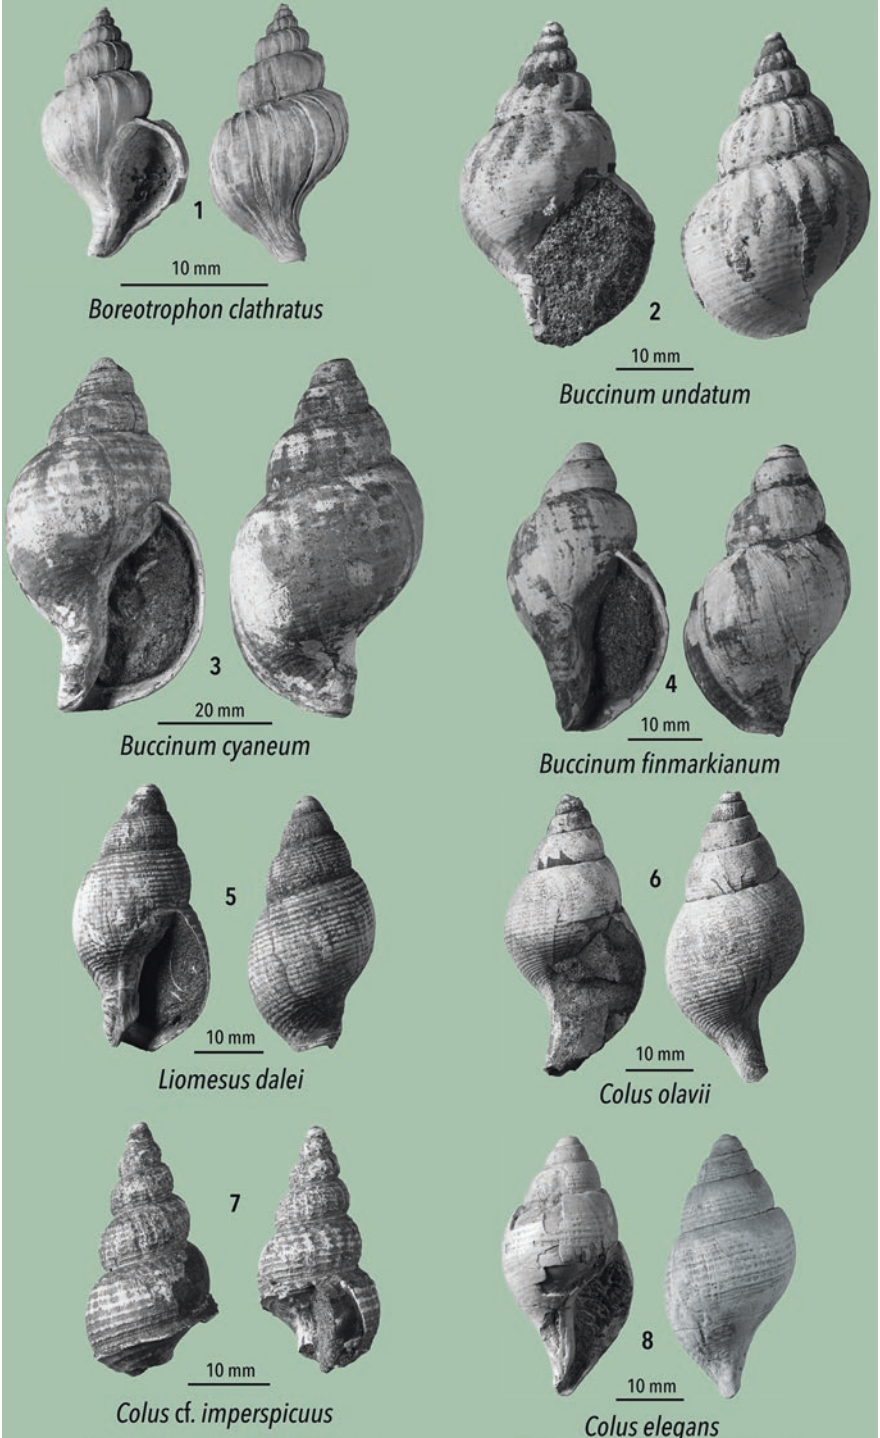 1
10 mm
Boreotrophon clathratus
2
10 mm
Buccinum undatum
3
20 mm
Buccinum cyaneum
4
10 mm
Buccinum finmarkianum
5
10 mm
Liomesus dalei
6
10 mm
Colus olavii
7
10 mm
Colus cf. imperspicuus
8
10 mm
Colus elegans